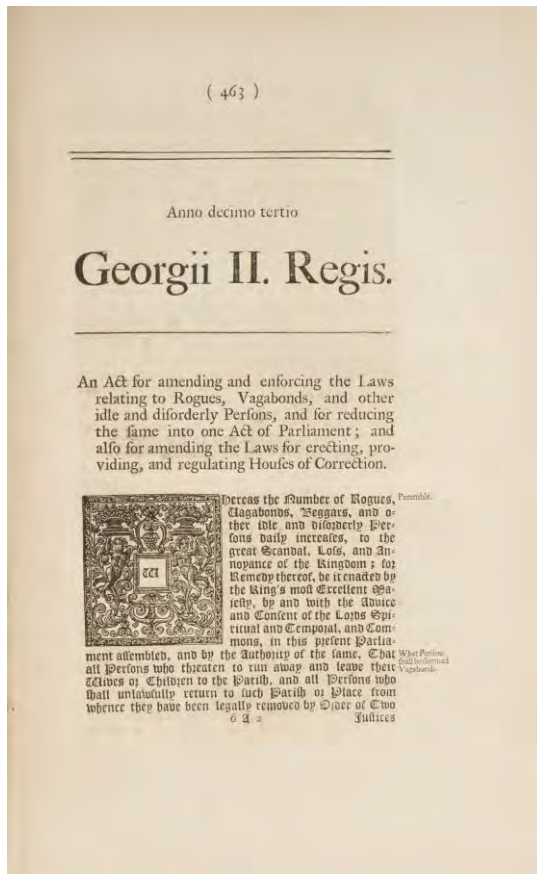 ( 463 )
Anno decimo tertio
Georgii II. Regis.
An Act for amending and enforcing the Laws
relating to Rogues, Vagabonds, and other
idle and diſorderly Perſons, and for reducing
the ſame into one Act of Parliament; and
alſo for amending the Laws for erecting, pro-
viding, and regulating Houſes of Correction.
Whereas the Number of Rogues,
Preamble.
Vagabonds, Beggars, and o-
ther idle and diſorderly Per-
ſons daily increaſes, to the
great Scandal, Loſs, and An-
noyance of the Kingdom; for
Remedy thereof, be it enacted by
the King's moſt Excellent Ma-
jeſty, by and with the Advice
and Conſent of the Lords Spi-
ritual and Temporal, and Com-
mons, in this preſent Parlia-
ment aſſembled, and by the Authority of the ſame, That
What Perſons
ſhall be deemed
Vagabonds.
all Perſons who threaten to run away and leave their
Wives or Children to the Pariſh, and all Perſons who
ſhall unlawfully return to ſuch Pariſh or Place from
whence they have been legally removed by Order of Two
6 A 2
Juſtices